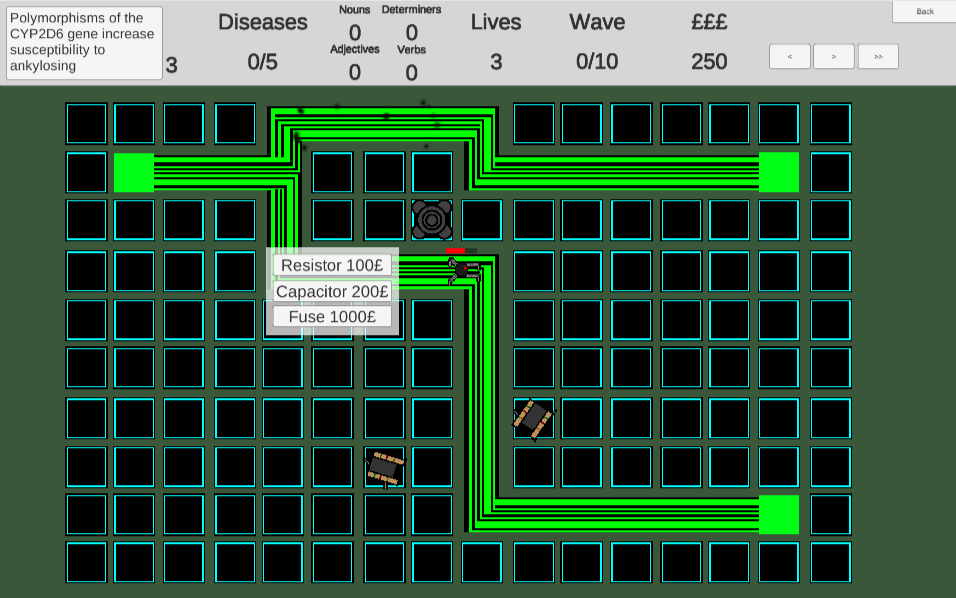 Polymorphisms of the
CYP2D6 gene increase
susceptibility to
ankylosing
3
Diseases
0/5
Nouns
0
Determiners
0
Adjectives
0
Verbs
0
Lives
3
Wave
0/10
£££
250
Back
<
>
>>
Resistor 100£
Capacitor 200£
Fuse 1000£